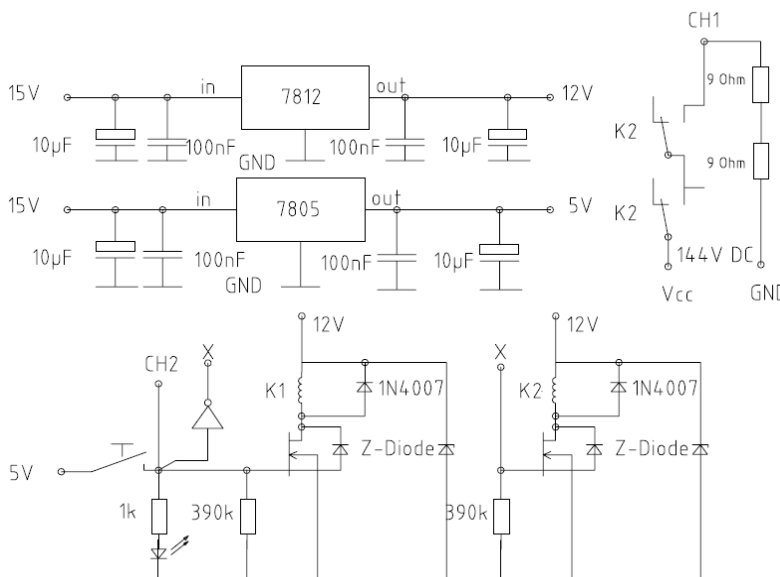 CH1
15V
in
7812
out
12V
9 Ohm
10µF
100nF
GND
100nF
10µF
K2
9 Ohm
15V
in
7805
out
5V
K2
10µF
100nF
GND
100nF
10µF
144V DC
Vcc
GND
12V
12V
X
X
CH2
K1
1N4007
K2
1N4007
Z-Diode
Z-Diode
5V
1k
390k
390k